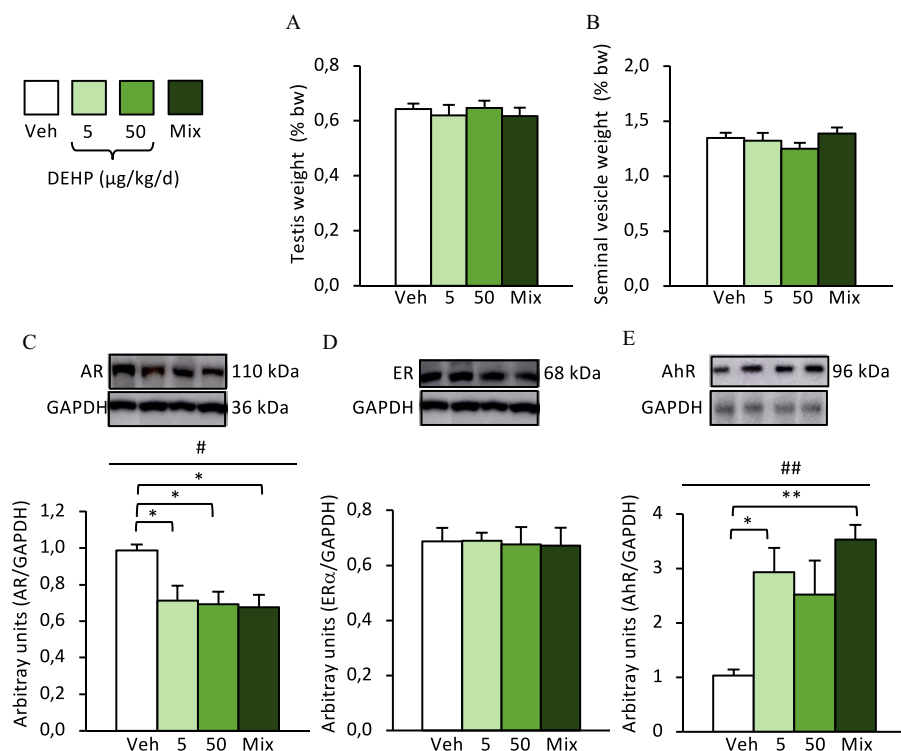 A
B
Veh 5 50 Mix
DEHP (µg/kg/d)
Testis weight (% bw)
0,8
0,6
0,4
0,2
0,0
Veh 5 50 Mix
Seminal vesicle weight (% bw)
2,0
1,5
1,0
0,5
0,0
Veh 5 50 Mix
C
AR 110 kDa
GAPDH 36 kDa
#
*
*
*
Arbitray units (AR/GAPDH)
1,2
1,0
0,8
0,6
0,4
0,2
0,0
Veh 5 50 Mix
D
ER 68 kDa
GAPDH
Arbitray units (ERα/GAPDH)
0,8
0,6
0,4
0,2
0,0
Veh 5 50 Mix
E
AhR 96 kDa
GAPDH
##
**
*
Arbitray units (AhR/GAPDH)
4
3
2
1
0
Veh 5 50 Mix